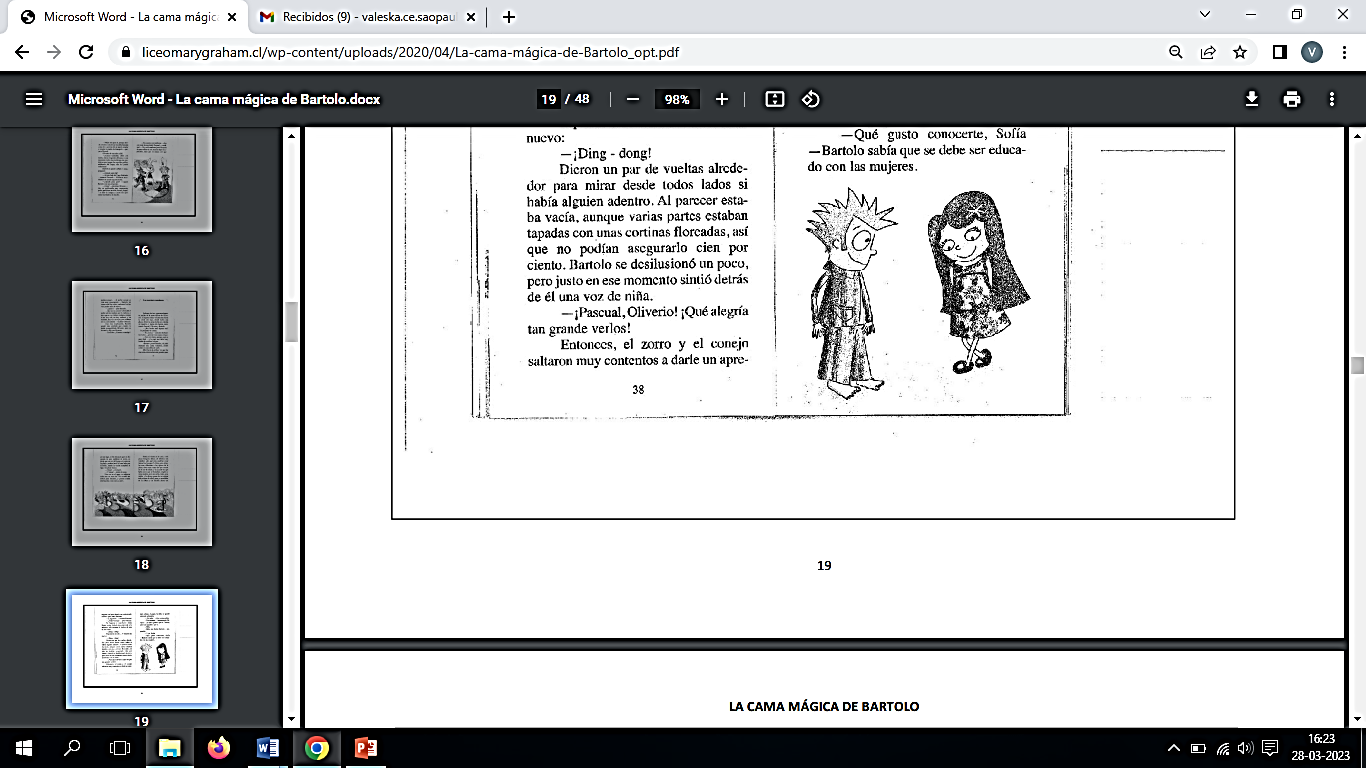 Microsoft Word - La cama mágic
Recibidos (9) - valeska.ce.saopaul
liceomarygraham.cl/wp-content/uploads/2020/04/La-cama-mágica-de-Bartolo_opt.pdf
V
Microsoft Word - La cama mágica de Bartolo.docx
19 / 48
98%
16
17
18
19
nuevo:
—¡Ding - dong!
Dieron un par de vueltas alrede-
dor para mirar desde todos lados si
había alguien adentro. Al parecer esta-
ba vacía, aunque varias partes estaban
tapadas con unas cortinas floreadas, así
que no podían asegurarlo cien por
ciento. Bartolo se desilusionó un poco,
pero justo en ese momento sintió detrás
de él una voz de niña.
—¡Pascual, Oliverio! ¡Qué alegría
tan grande verlos!
Entonces, el zorro y el conejo
saltaron muy contentos a darle un apre-
38
—Qué gusto conocerte, Sofía
—Bartolo sabía que se debe ser educa-
do con las mujeres.
19
LA CAMA MÁGICA DE BARTOLO
16:23
28-03-2023